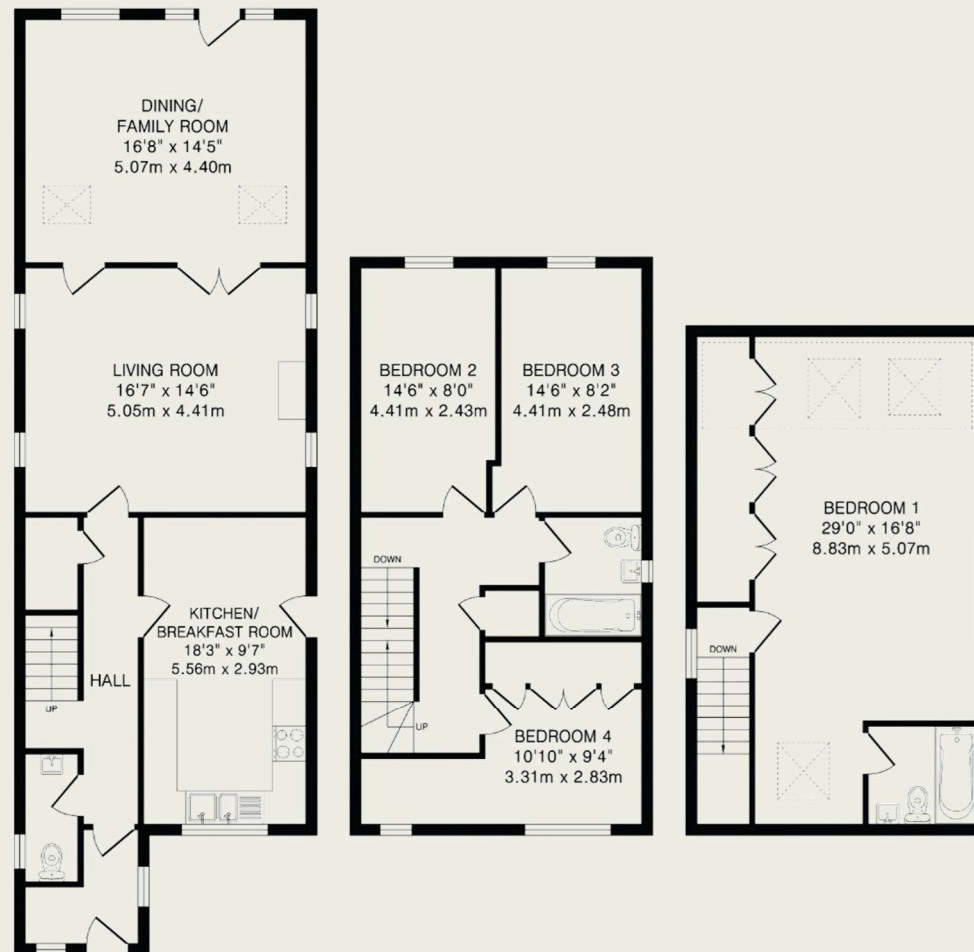 DINING/
FAMILY ROOM
16'8" x 14'5"
5.07m x 4.40m
LIVING ROOM
16'7" x 14'6"
5.05m x 4.41m
KITCHEN/
BREAKFAST ROOM
18'3" x 9'7"
5.56m x 2.93m
HALL
UP
BEDROOM 2
14'6" x 8'0"
4.41m x 2.43m
BEDROOM 3
14'6" x 8'2"
4.41m x 2.48m
DOWN
UP
BEDROOM 4
10'10" x 9'4"
3.31m x 2.83m
BEDROOM 1
29'0" x 16'8"
8.83m x 5.07m
DOWN